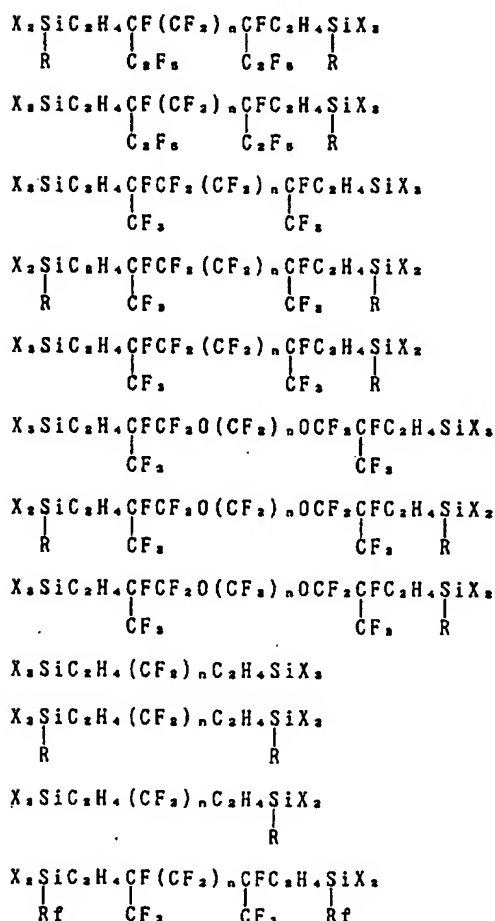 X₂SiC₂H₄CF(CF₂)ₙCFC₂H₄SiX₂
R C₂F₅ C₂F₅ R
X₃SiC₂H₄CF(CF₂)ₙCFC₂H₄SiX₂
C₂F₅ C₂F₅ R
X₃SiC₂H₄CFCF₂(CF₂)ₙCFC₂H₄SiX₃
CF₃ CF₃
X₂SiC₂H₄CFCF₂(CF₂)ₙCFC₂H₄SiX₂
R CF₃ CF₃ R
X₃SiC₂H₄CFCF₂(CF₂)ₙCFC₂H₄SiX₂
CF₃ CF₃ R
X₃SiC₂H₄CFCF₂O(CF₂)ₙOCF₂CFC₂H₄SiX₃
CF₃ CF₃
X₂SiC₂H₄CFCF₂O(CF₂)ₙOCF₂CFC₂H₄SiX₂
R CF₃ CF₃ R
X₃SiC₂H₄CFCF₂O(CF₂)ₙOCF₂CFC₂H₄SiX₂
CF₃ CF₃ R
X₃SiC₂H₄(CF₂)ₙC₂H₄SiX₃
X₂SiC₂H₄(CF₂)ₙC₂H₄SiX₂
R R
X₃SiC₂H₄(CF₂)ₙC₂H₄SiX₂
R
X₂SiC₂H₄CF(CF₂)ₙCFC₂H₄SiX₂
Rf CF₃ CF₃ Rf